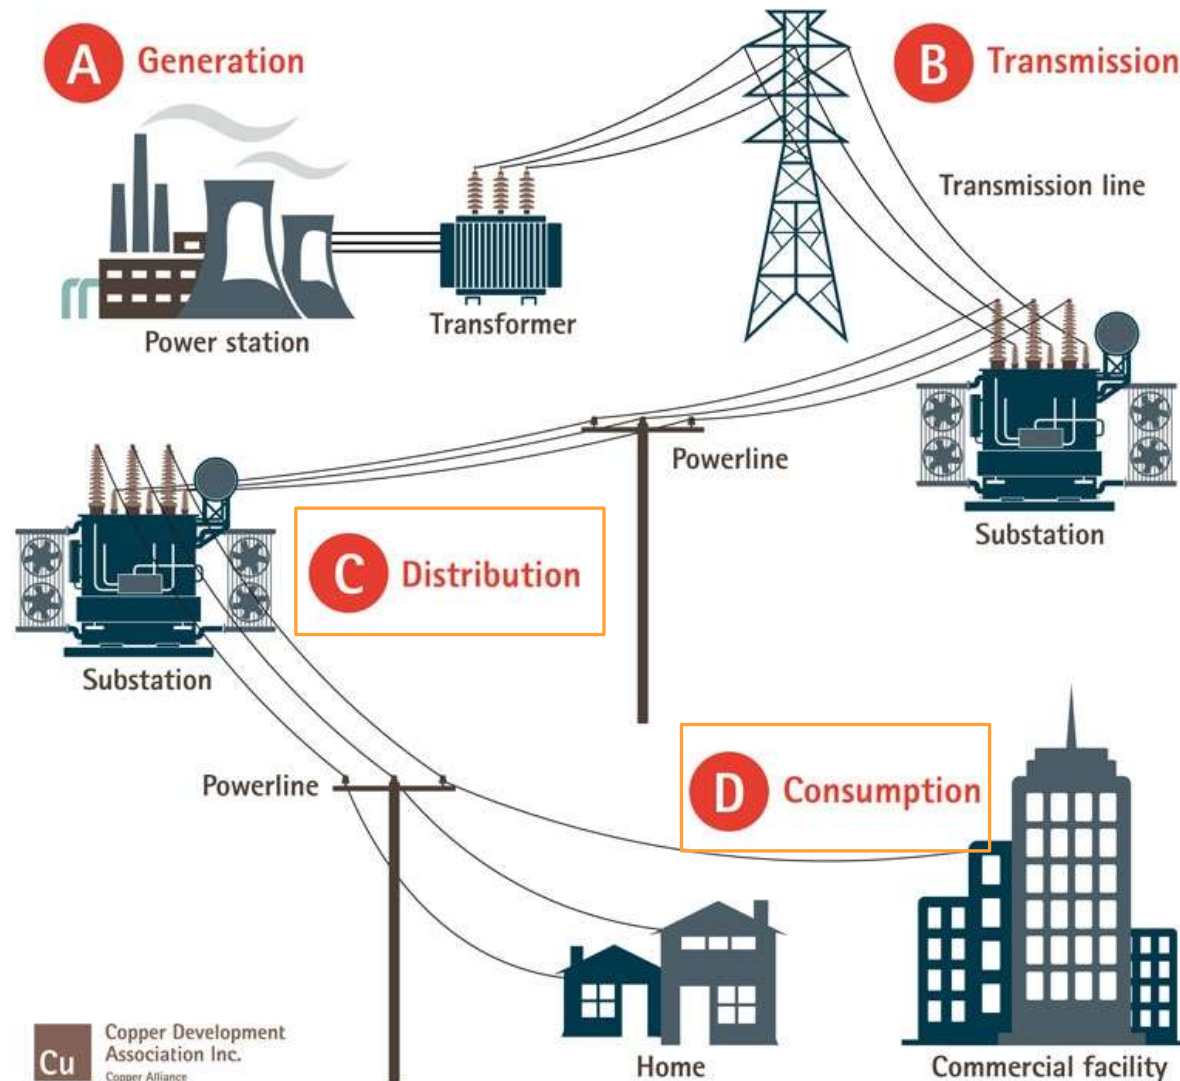 A Generation
B Transmission
Transmission line
Transformer
Power station
Powerline
Substation
C Distribution
Substation
Powerline
D Consumption
Home
Commercial facility
Cu
Copper Development
Association Inc.
Copper Alliance